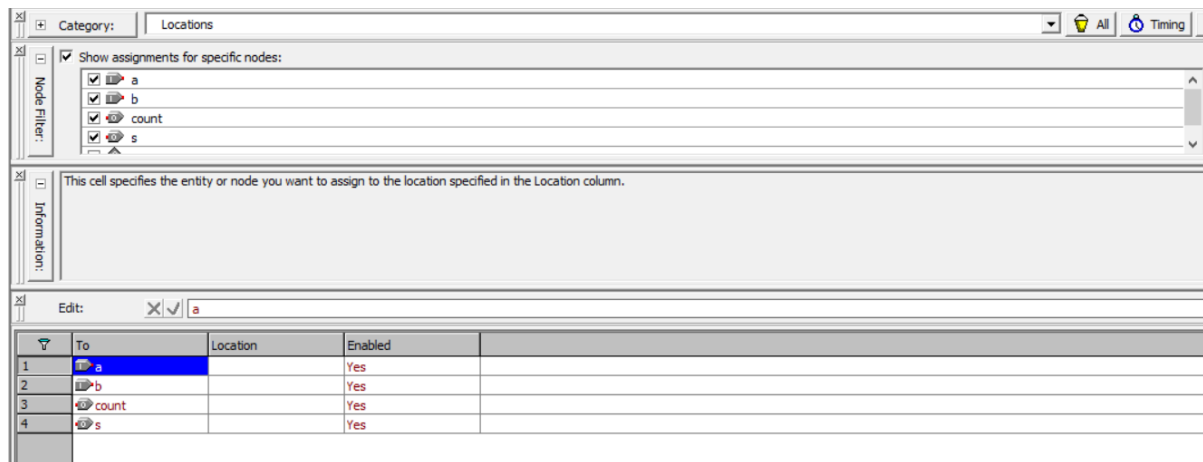 Category: Locations All Timing
Node Filter:
Show assignments for specific nodes:
a
b
count
s
Information:
This cell specifies the entity or node you want to assign to the location specified in the Location column.
Edit: a
To Location Enabled
1 a Yes
2 b Yes
3 count Yes
4 s Yes